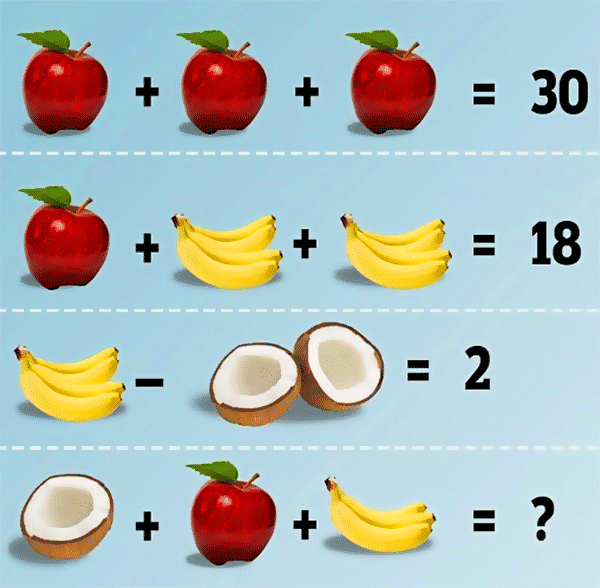 + + = 30
+ + = 18
- = 2
+ + = ?